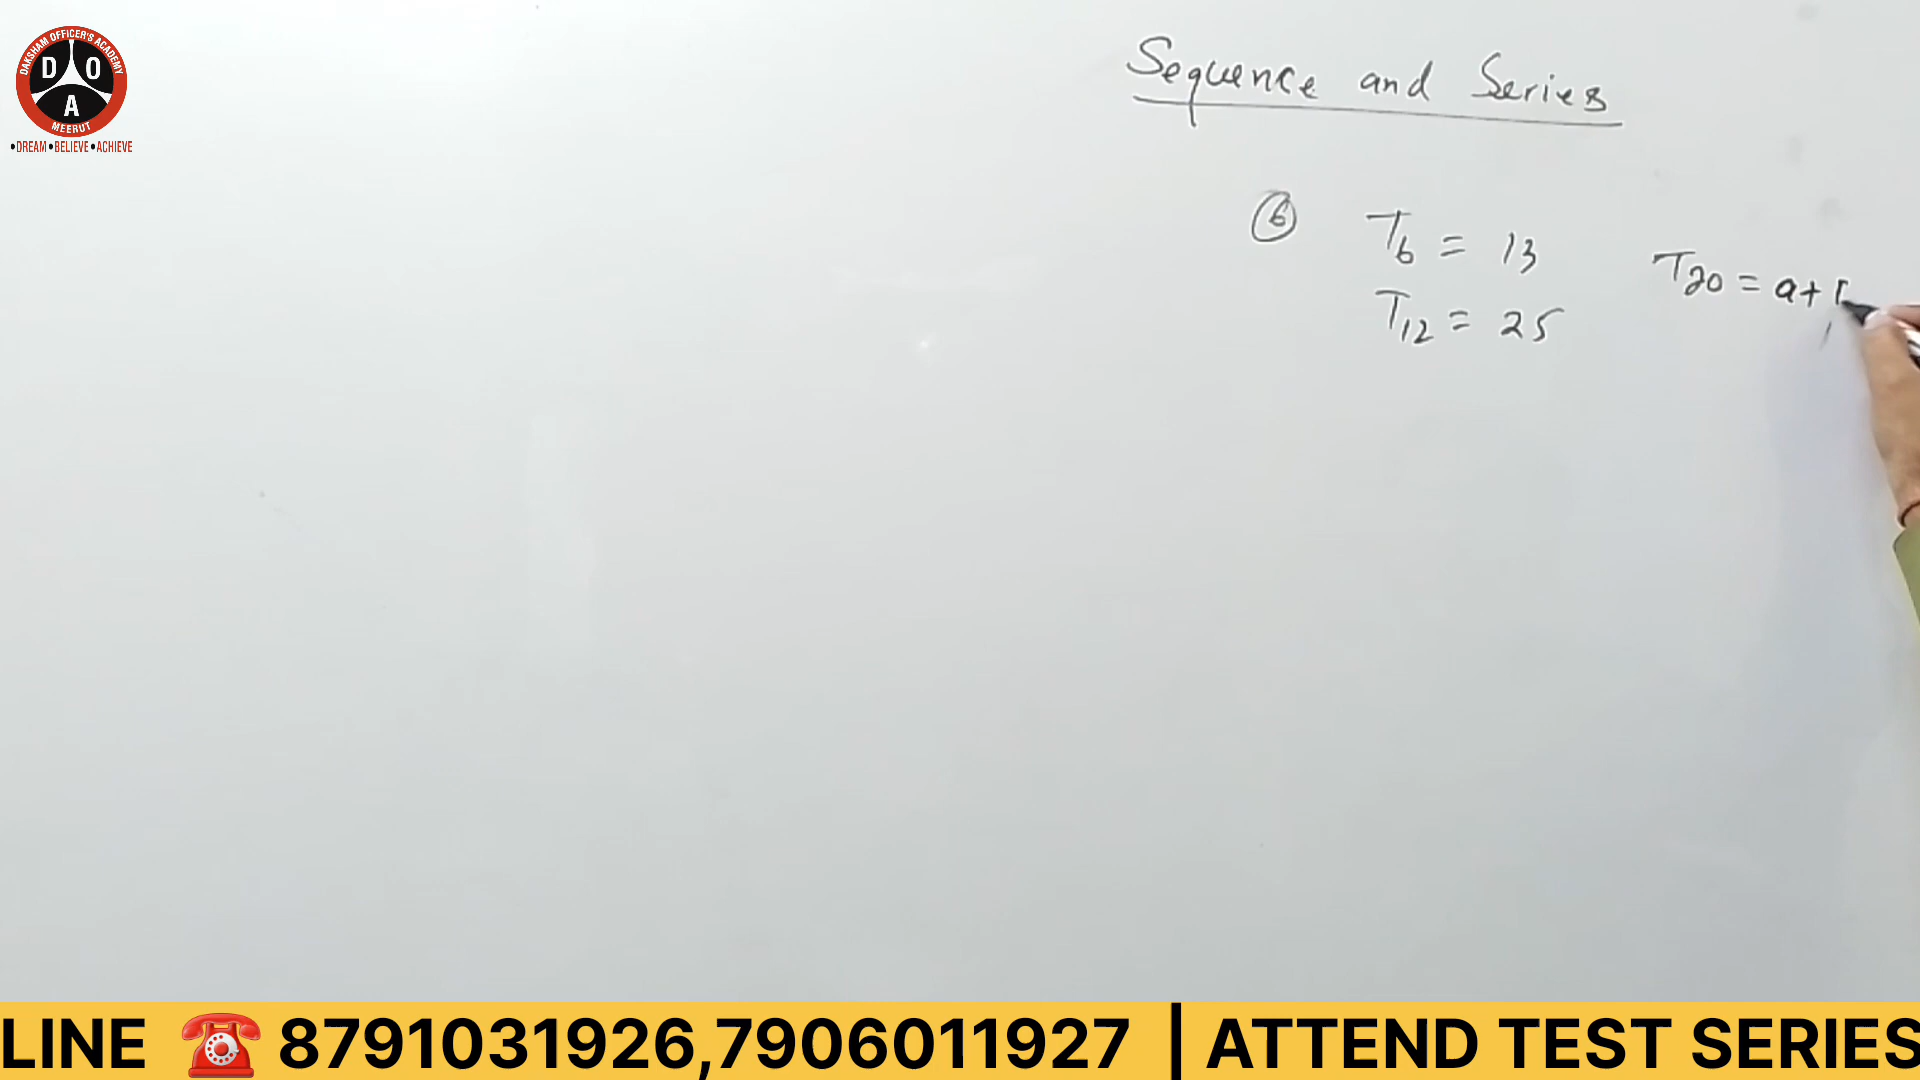 DAKSHAM OFFICER'S ACADEMY
D O
A
MEERUT
•DREAM•BELIEVE•ACHIEVE
Sequence and Series
6 T6 = 13
T20 = a+
T12 = 25
LINE ☎ 8791031926,7906011927 | ATTEND TEST SERIES